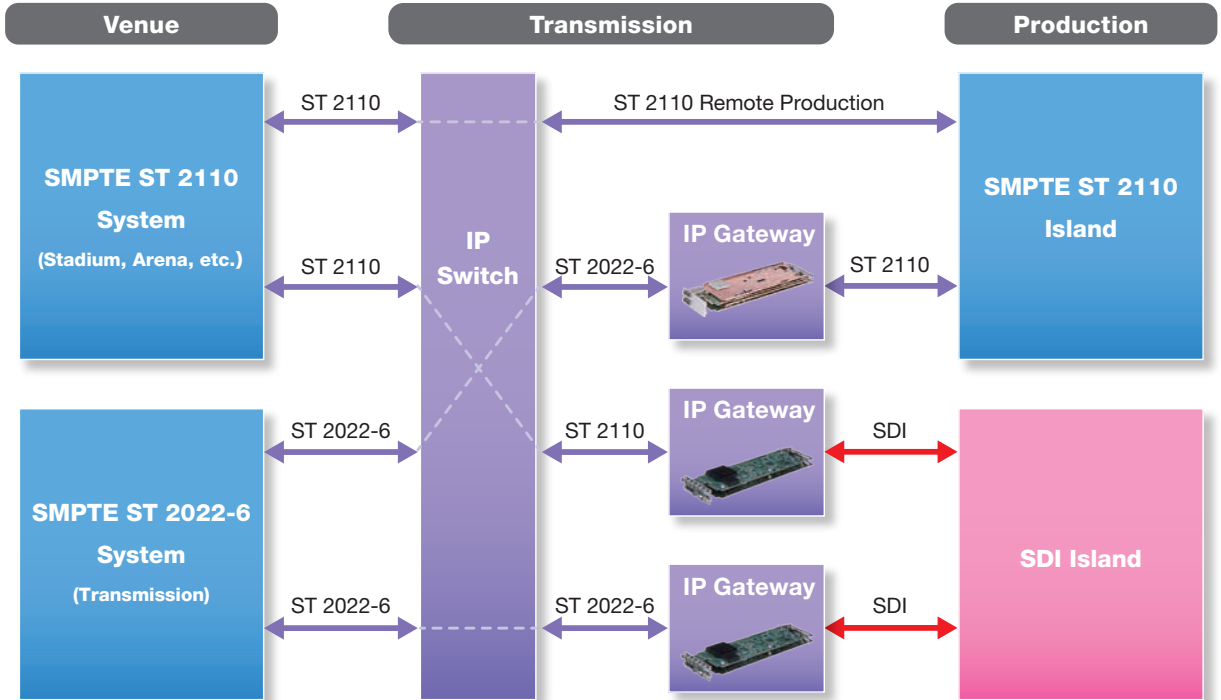 Venue
Transmission
Production
ST 2110
ST 2110 Remote Production
SMPTE ST 2110
System
(Stadium, Arena, etc.)
IP
Switch
SMPTE ST 2110
Island
IP Gateway
ST 2110
ST 2022-6
ST 2110
IP Gateway
ST 2022-6
ST 2110
SDI
SMPTE ST 2022-6
System
(Transmission)
SDI Island
IP Gateway
ST 2022-6
ST 2022-6
SDI